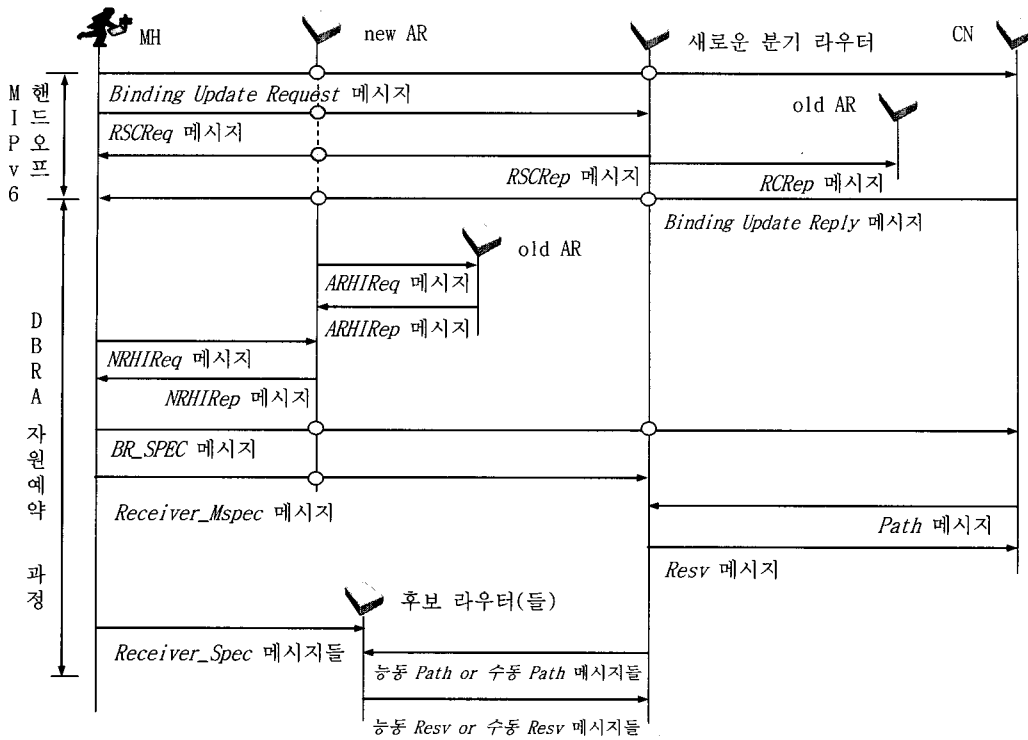 MH
new AR
새로운 분기 라우터
CN
MIPv6
핸드오프
Binding Update Request 메시지
old AR
RSCReq 메시지
RSCRep 메시지
RCRep 메시지
Binding Update Reply 메시지
old AR
ARHIReq 메시지
ARHIRep 메시지
DBRA 자원예약 과정
NRHIReq 메시지
NRHIRep 메시지
BR_SPEC 메시지
Receiver_Mspec 메시지
Path 메시지
Resv 메시지
후보 라우터(들)
Receiver_Spec 메시지들
능동 Path or 수동 Path 메시지들
능동 Resv or 수동 Resv 메시지들